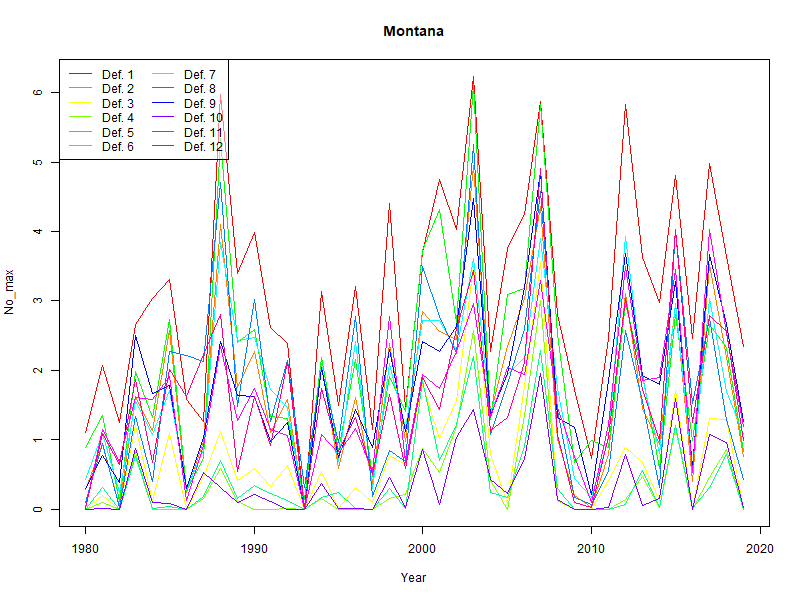 Montana
Def. 1 Def. 7
Def. 2 Def. 8
Def. 3 Def. 9
Def. 4 Def. 10
Def. 5 Def. 11
Def. 6 Def. 12
6
5
4
3
2
1
0
No_max
1980 1990 2000 2010 2020
Year